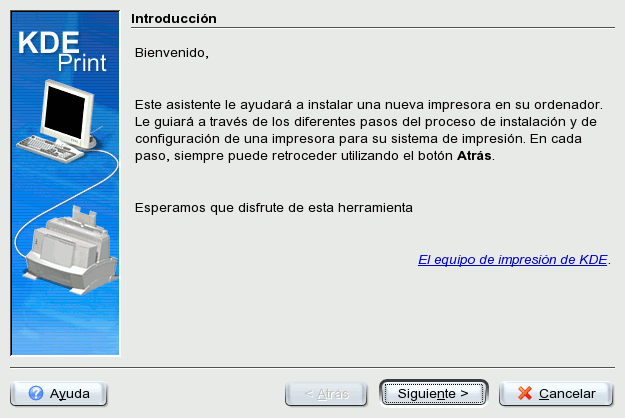 KDE
Print
Introducción
Bienvenido,
Este asistente le ayudará a instalar una nueva impresora en su ordenador.
Le guiará a través de los diferentes pasos del proceso de instalación y de
configuración de una impresora para su sistema de impresión. En cada
paso, siempre puede retroceder utilizando el botón Atrás.
Esperamos que disfrute de esta herramienta
El equipo de impresión de KDE.
Ayuda
< Atrás
Siguiente >
Cancelar